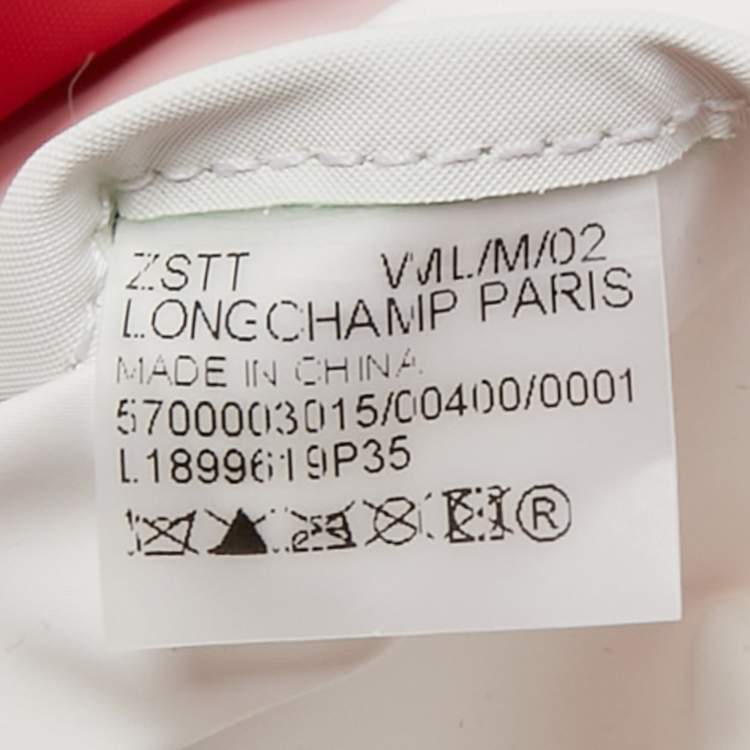 ZSTT VML/M/02
LONGCHAMP PARIS
MADE IN CHINA
5700003015/00400/0001
L1899619P35
®